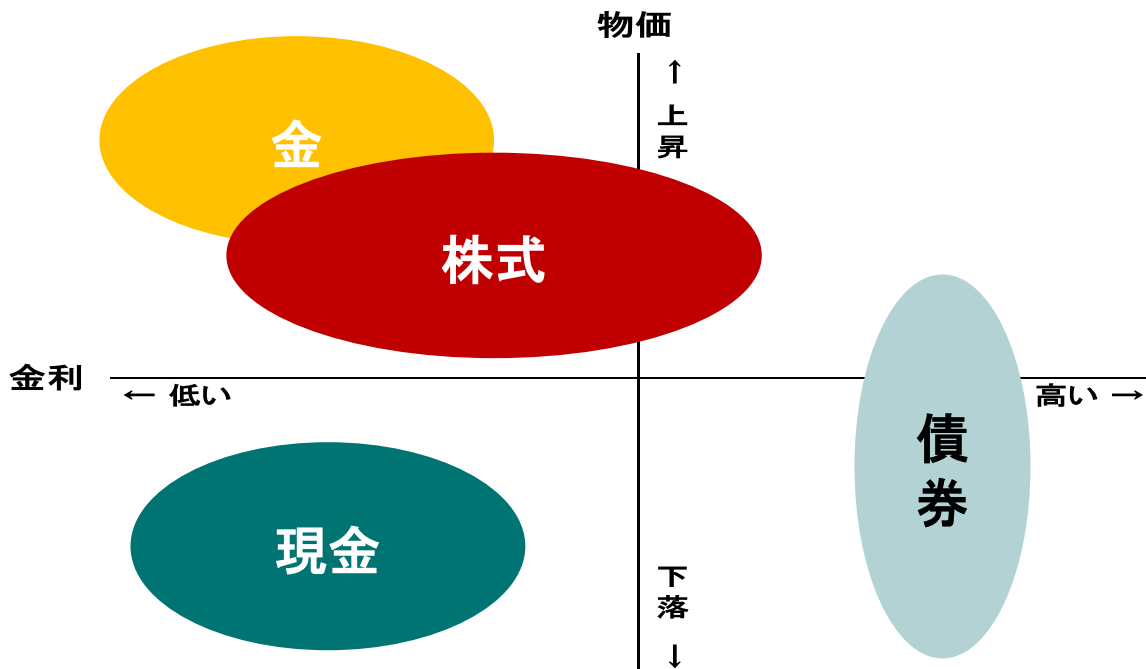 物価
↑
上
昇
金
株式
金利
← 低い
高い →
債
券
現金
下
落
↓